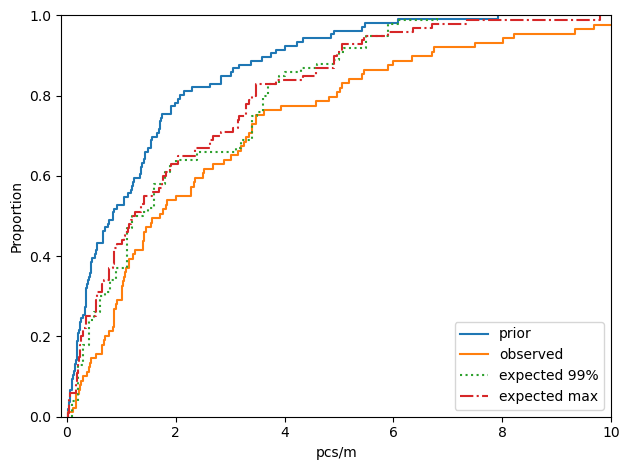 1.0
0.8
0.6
0.4
0.2
0.0
Proportion
0
2
4
6
8
10
pcs/m
prior
observed
expected 99%
expected max